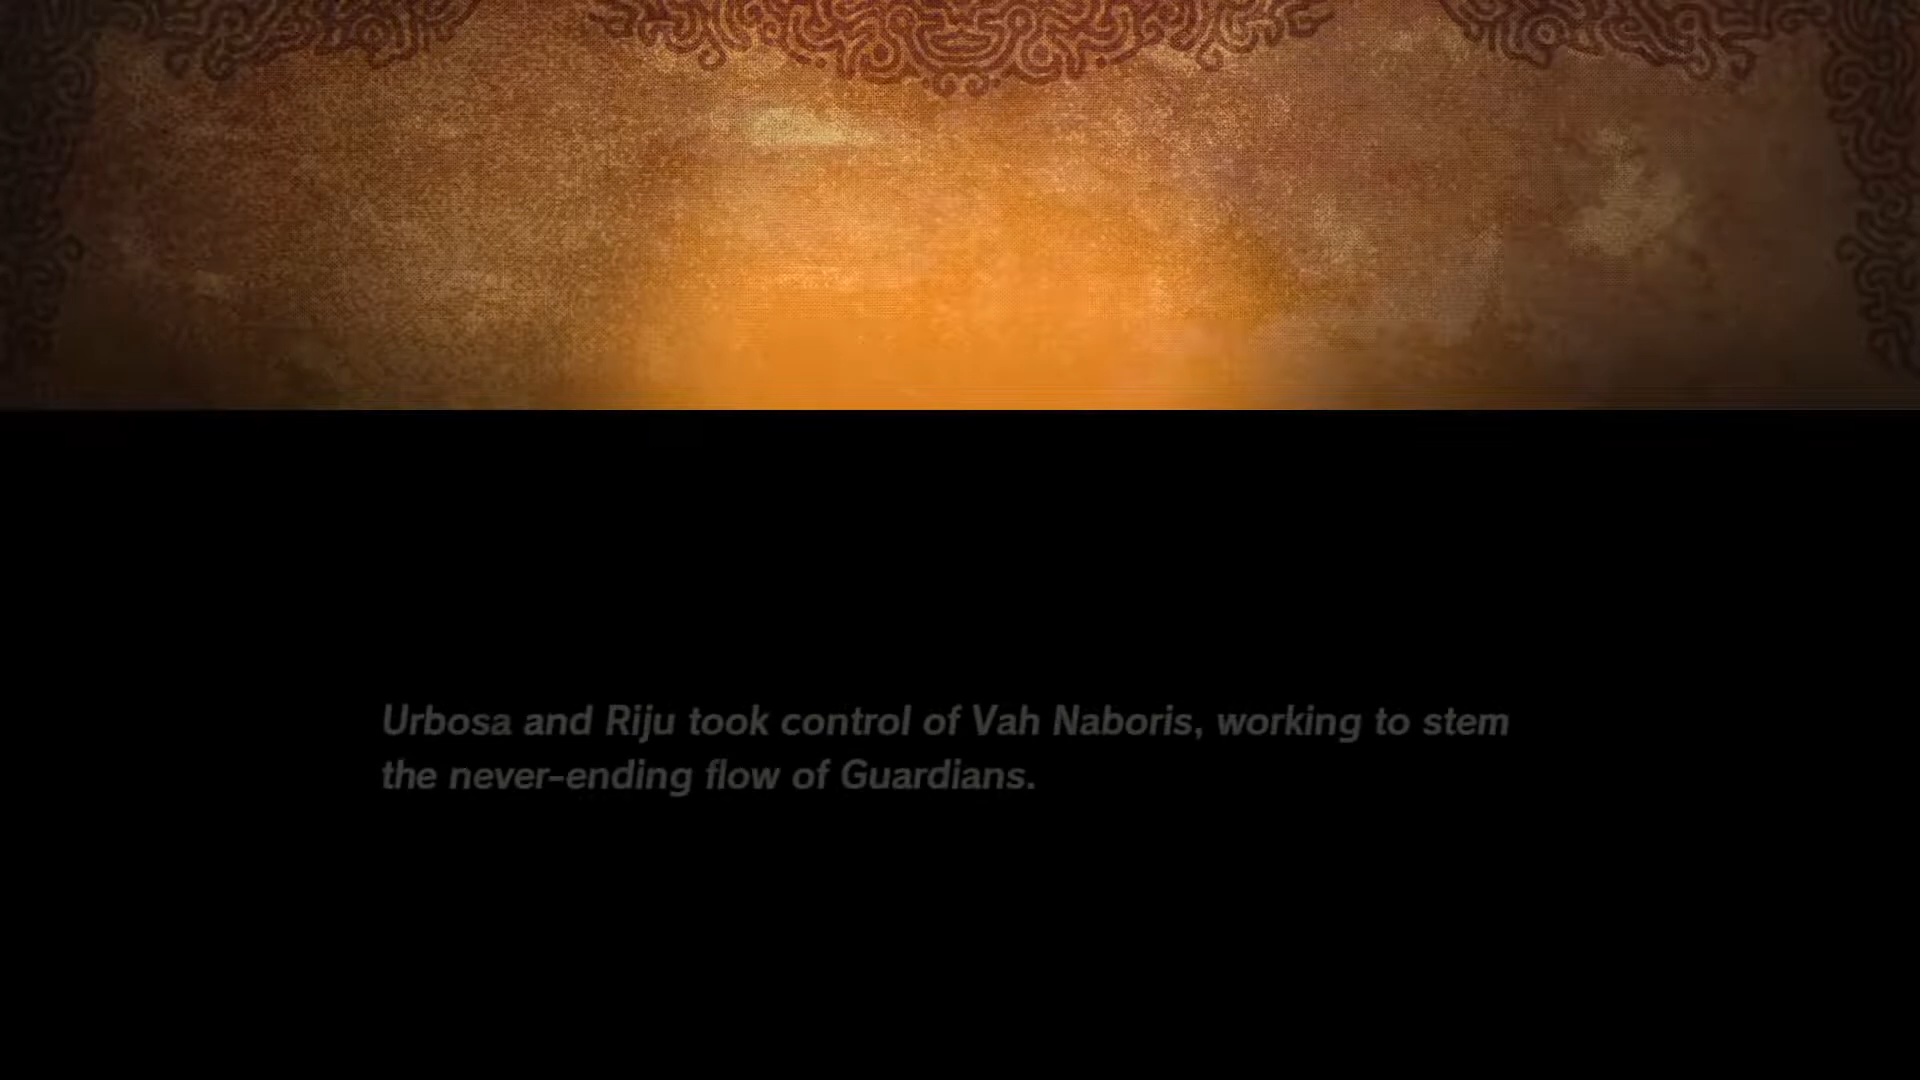 Urbosa and Riju took control of Vah Naboris, working to stem
the never-ending flow of Guardians.